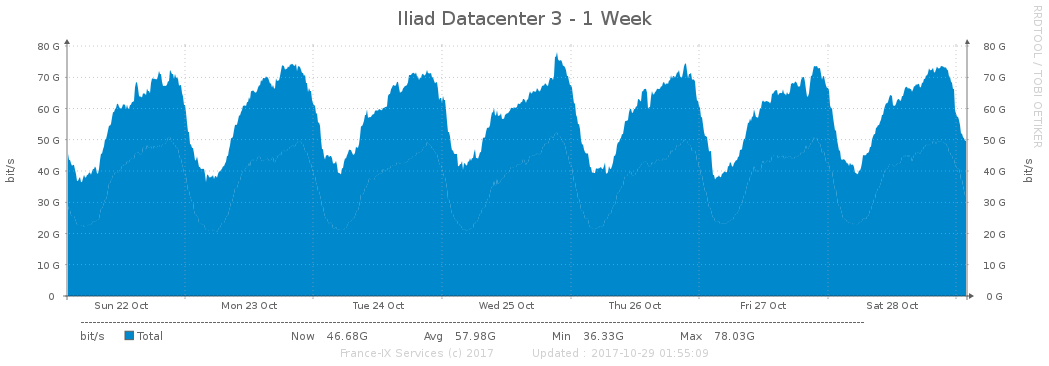 Iliad Datacenter 3 - 1 Week
RRDTOOL / TOBI OETIKER
bit/s
80 G
70 G
60 G
50 G
40 G
30 G
20 G
10 G
0
80 G
70 G
60 G
50 G
40 G
30 G
20 G
10 G
0 G
bit/s
Sun 22 Oct Mon 23 Oct Tue 24 Oct Wed 25 Oct Thu 26 Oct Fri 27 Oct Sat 28 Oct
bit/s Total Now 46.68G Avg 57.98G Min 36.33G Max 78.03G
France-IX Services (c) 2017 Updated : 2017-10-29 01:55:09